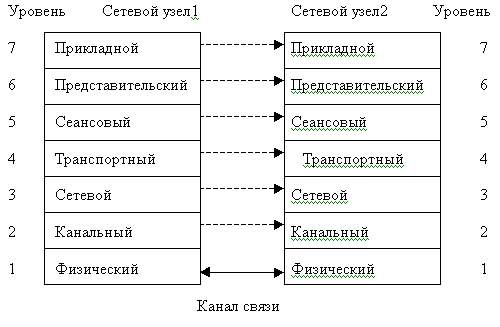 Уровень Сетевой узел1 Сетевой узел2 Уровень
7 Прикладной Прикладной 7
6 Представительский Представительский 6
5 Сеансовый Сеансовый 5
4 Транспортный Транспортный 4
3 Сетевой Сетевой 3
2 Канальный Канальный 2
1 Физический Физический 1
Канал связи